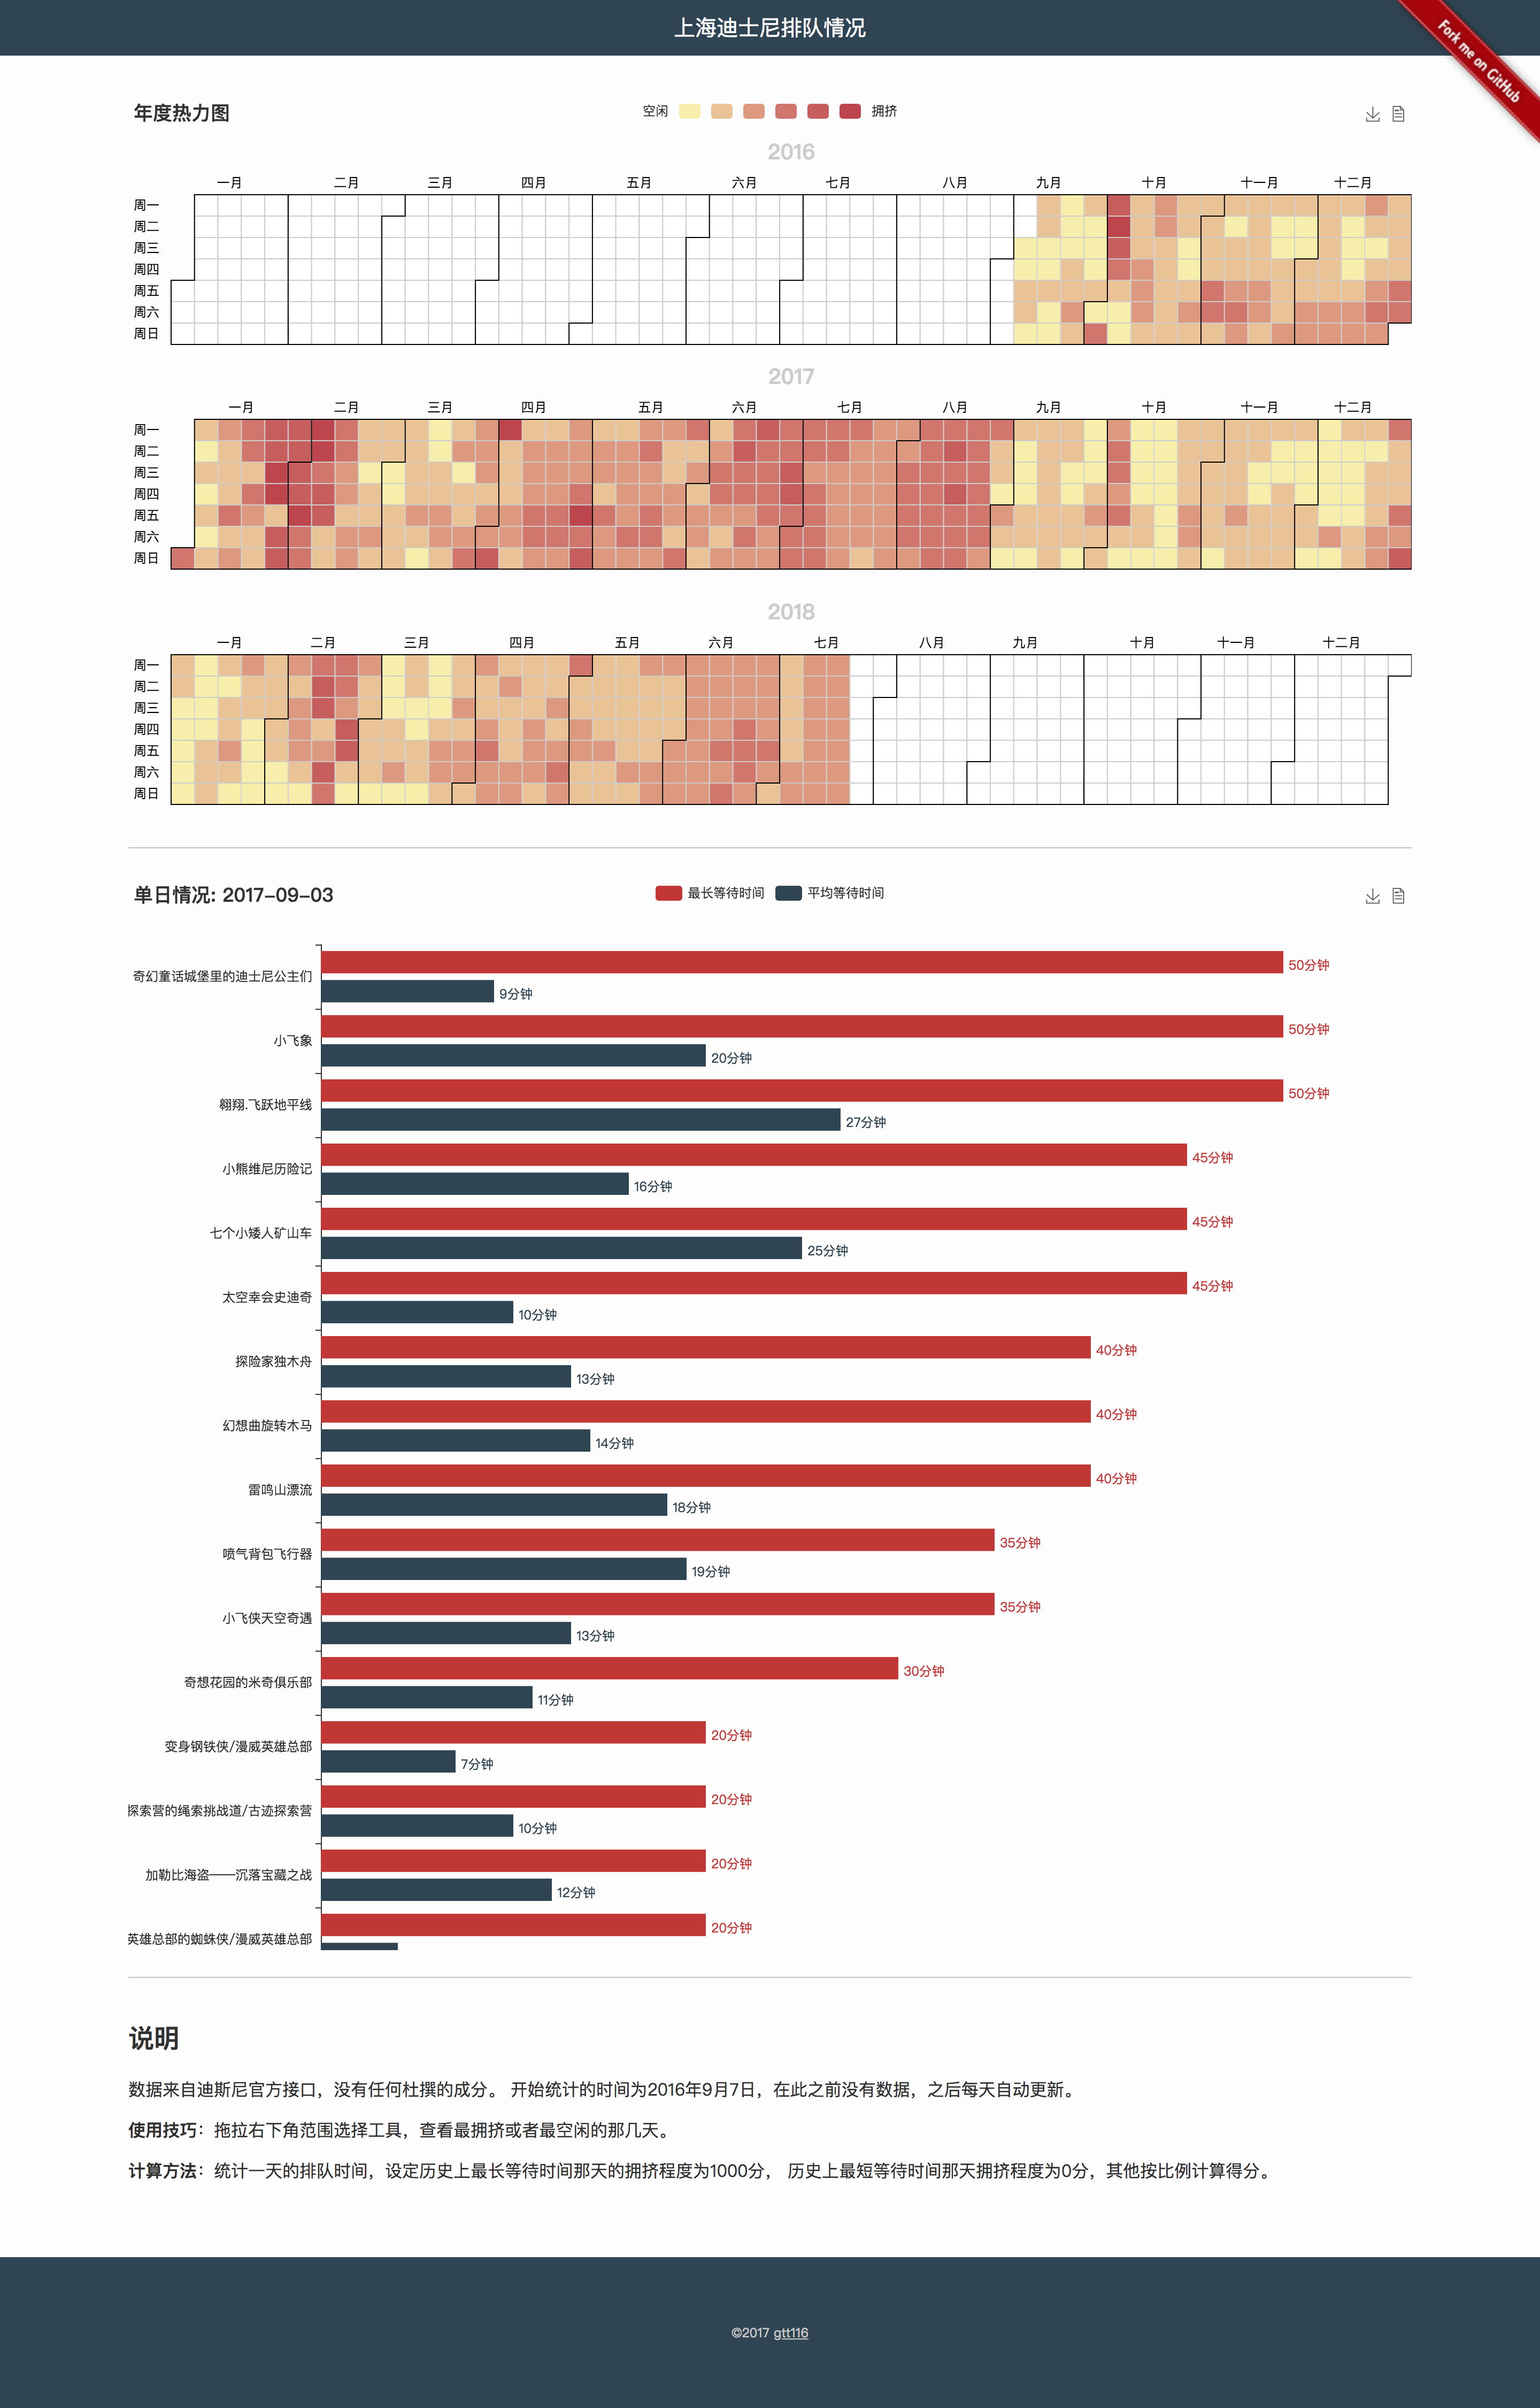 上海迪士尼排队情况
Fork me on GitHub
年度热力图
空闲 拥挤
2016
一月 二月 三月 四月 五月 六月 七月 八月 九月 十月 十一月 十二月
周一
周二
周三
周四
周五
周六
周日
2017
一月 二月 三月 四月 五月 六月 七月 八月 九月 十月 十一月 十二月
周一
周二
周三
周四
周五
周六
周日
2018
一月 二月 三月 四月 五月 六月 七月 八月 九月 十月 十一月 十二月
周一
周二
周三
周四
周五
周六
周日
单日情况: 2017-09-03
最长等待时间 平均等待时间
奇幻童话城堡里的迪士尼公主们
50分钟
9分钟
小飞象
50分钟
20分钟
翱翔.飞跃地平线
50分钟
27分钟
小熊维尼历险记
45分钟
16分钟
七个小矮人矿山车
45分钟
25分钟
太空幸会史迪奇
45分钟
10分钟
探险家独木舟
40分钟
13分钟
幻想曲旋转木马
40分钟
14分钟
雷鸣山漂流
40分钟
18分钟
喷气背包飞行器
35分钟
19分钟
小飞侠天空奇遇
35分钟
13分钟
奇想花园的米奇俱乐部
30分钟
11分钟
变身钢铁侠/漫威英雄总部
20分钟
7分钟
探索营的绳索挑战道/古迹探索营
20分钟
10分钟
加勒比海盗——沉落宝藏之战
20分钟
12分钟
英雄总部的蜘蛛侠/漫威英雄总部
20分钟
说明
数据来自迪斯尼官方接口，没有任何杜撰的成分。 开始统计的时间为2016年9月7日，在此之前没有数据，之后每天自动更新。
使用技巧：拖拉右下角范围选择工具，查看最拥挤或者最空闲的那几天。
计算方法：统计一天的排队时间，设定历史上最长等待时间那天的拥挤程度为1000分， 历史上最短等待时间那天拥挤程度为0分，其他按比例计算得分。
©2017 gtt116